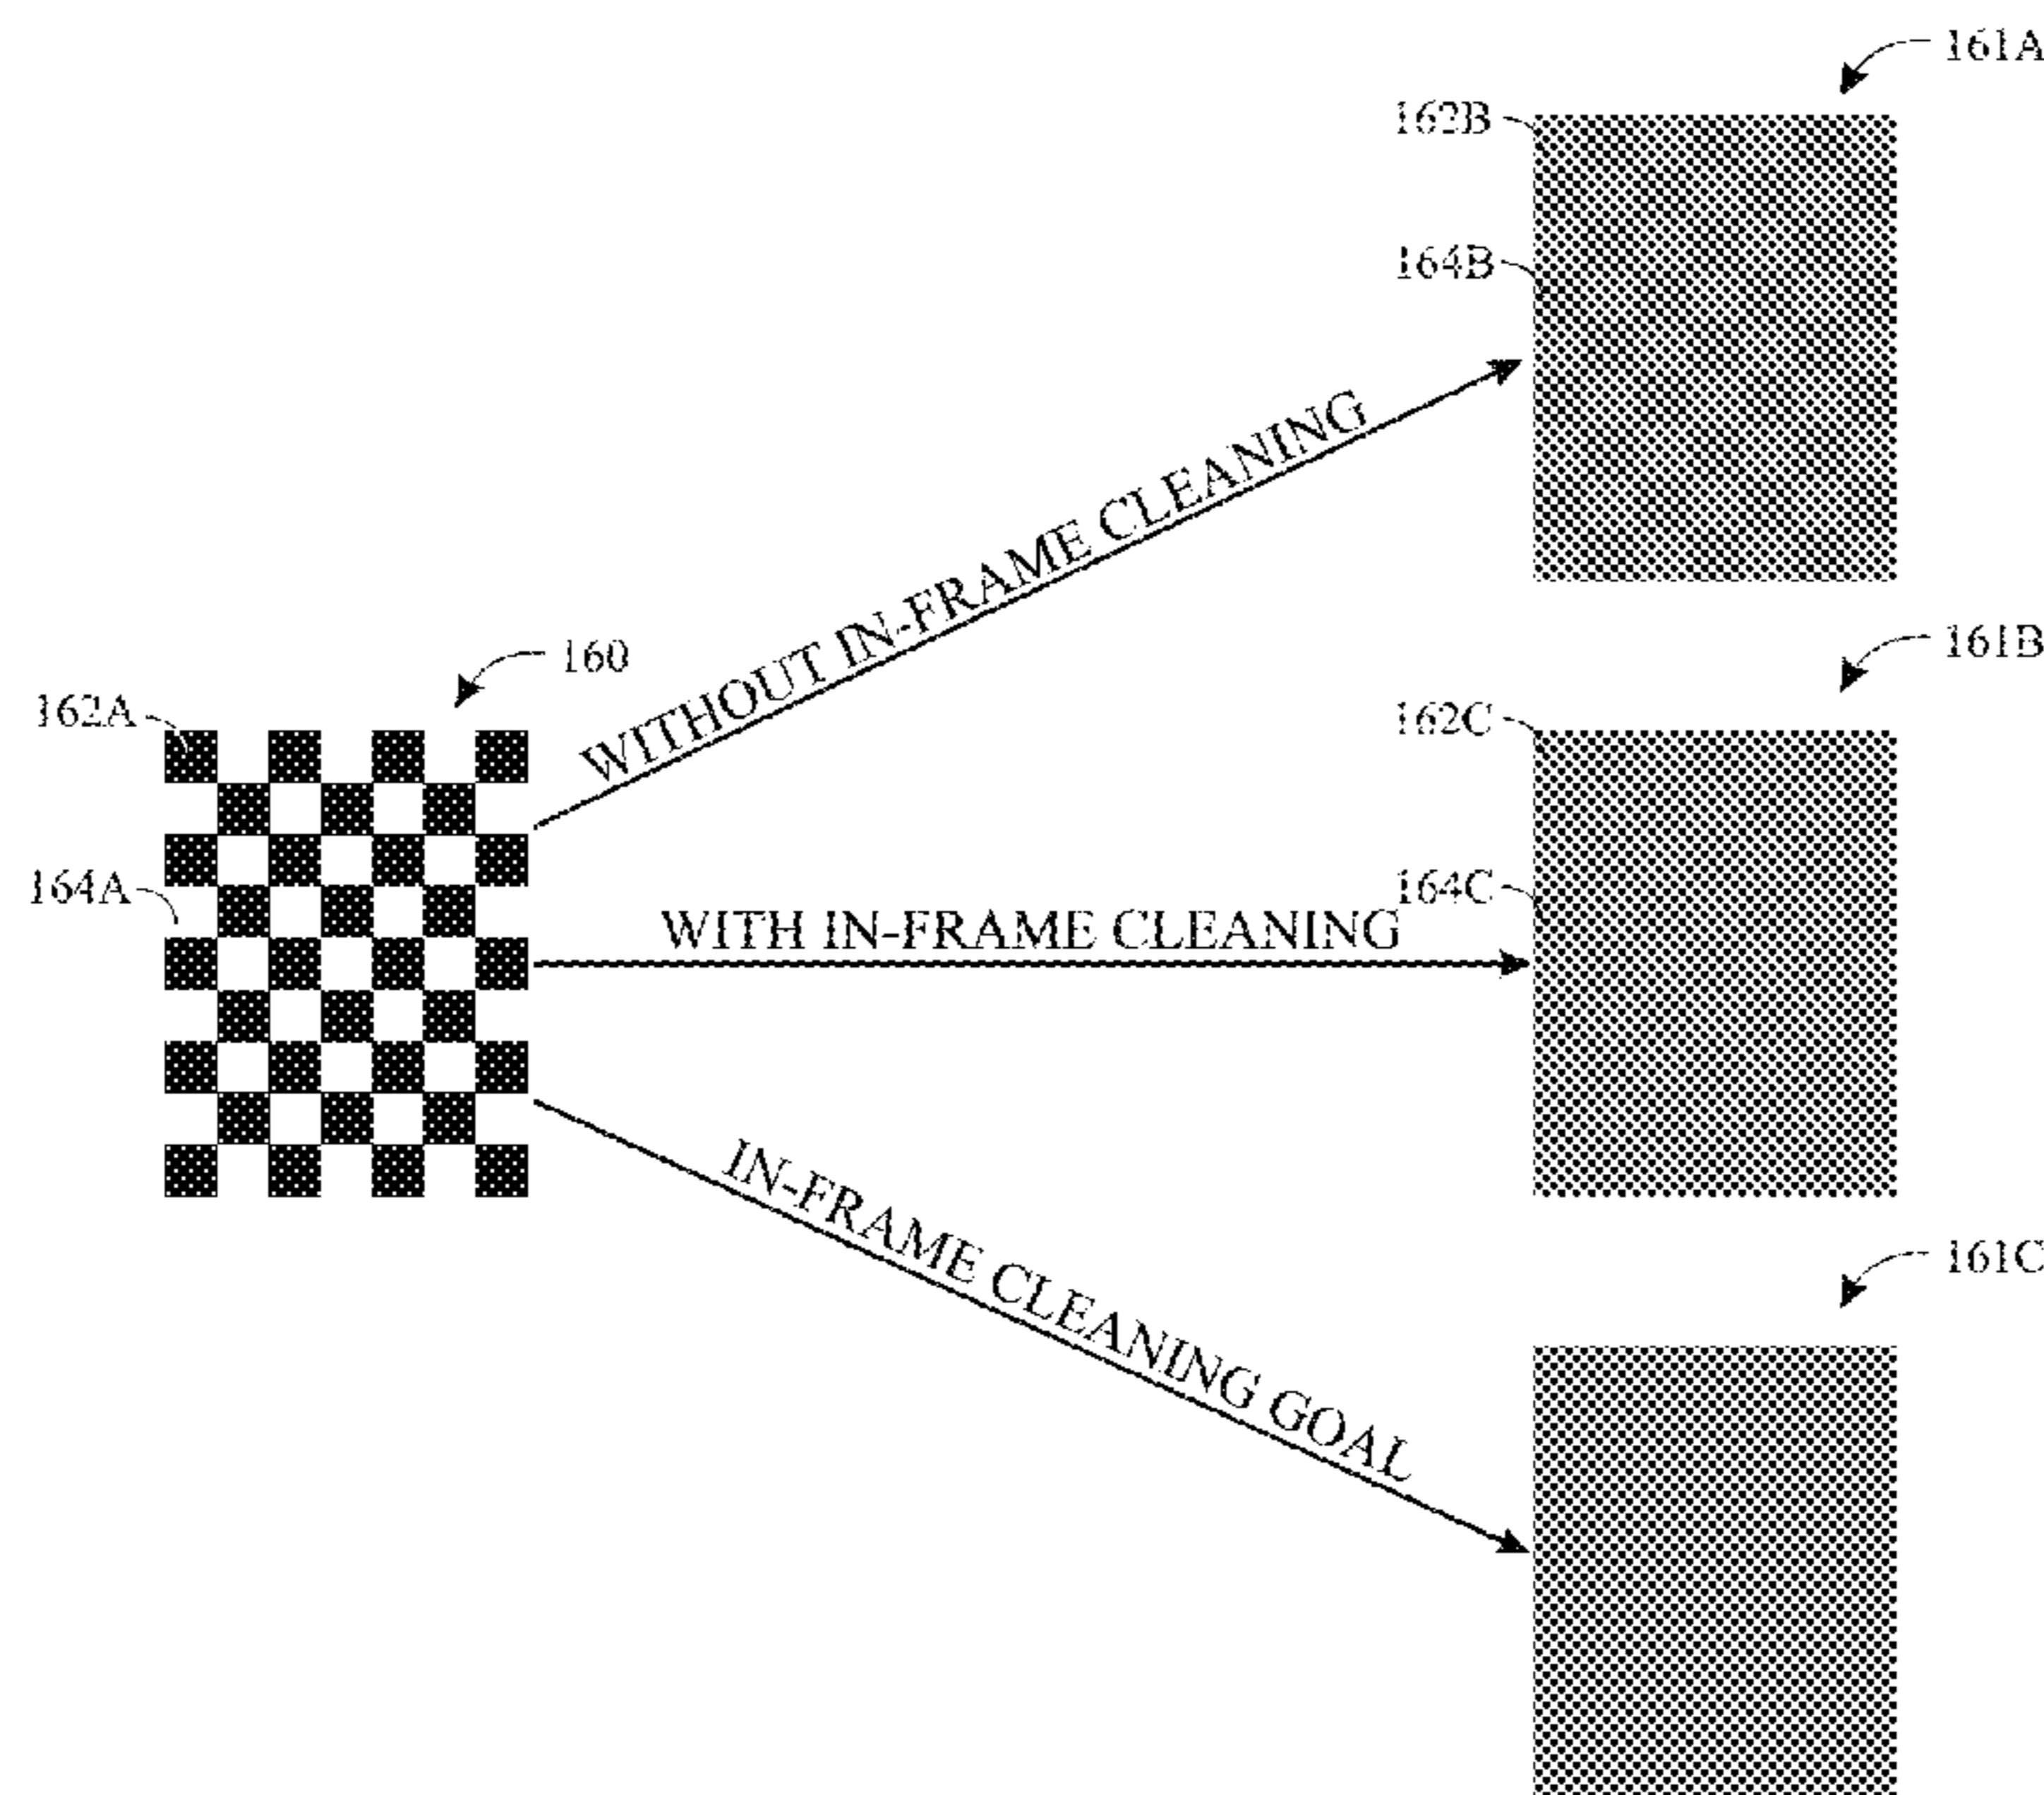 161A
162B
164B
WITHOUT IN-FRAME CLEANING
160
161B
162A
162C
164A
164C
WITH IN-FRAME CLEANING
161C
IN-FRAME CLEANING GOAL